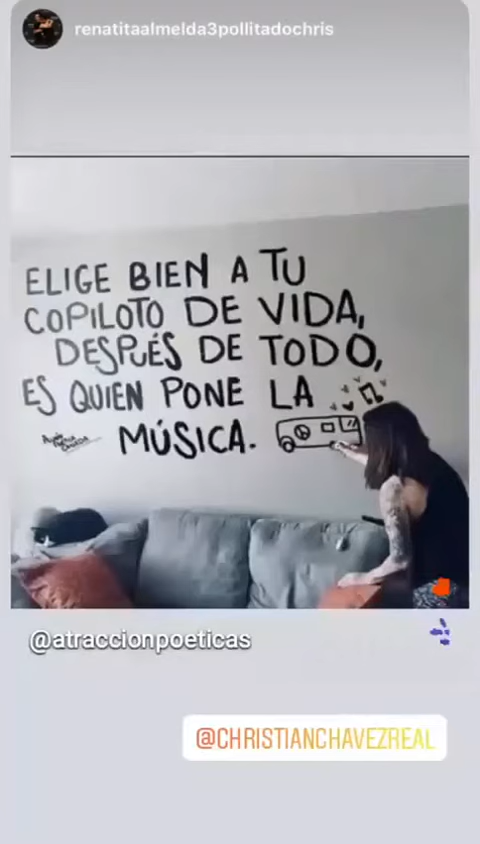 renatitaalmelda3pollitadochris
ELIGE BIEN A TU
COPILOTO DE VIDA,
DESPUÉS DE TODO,
ES QUIEN PONE LA
MÚSICA.
@atraccionpoeticas
@CHRISTIANCHAVEZREAL